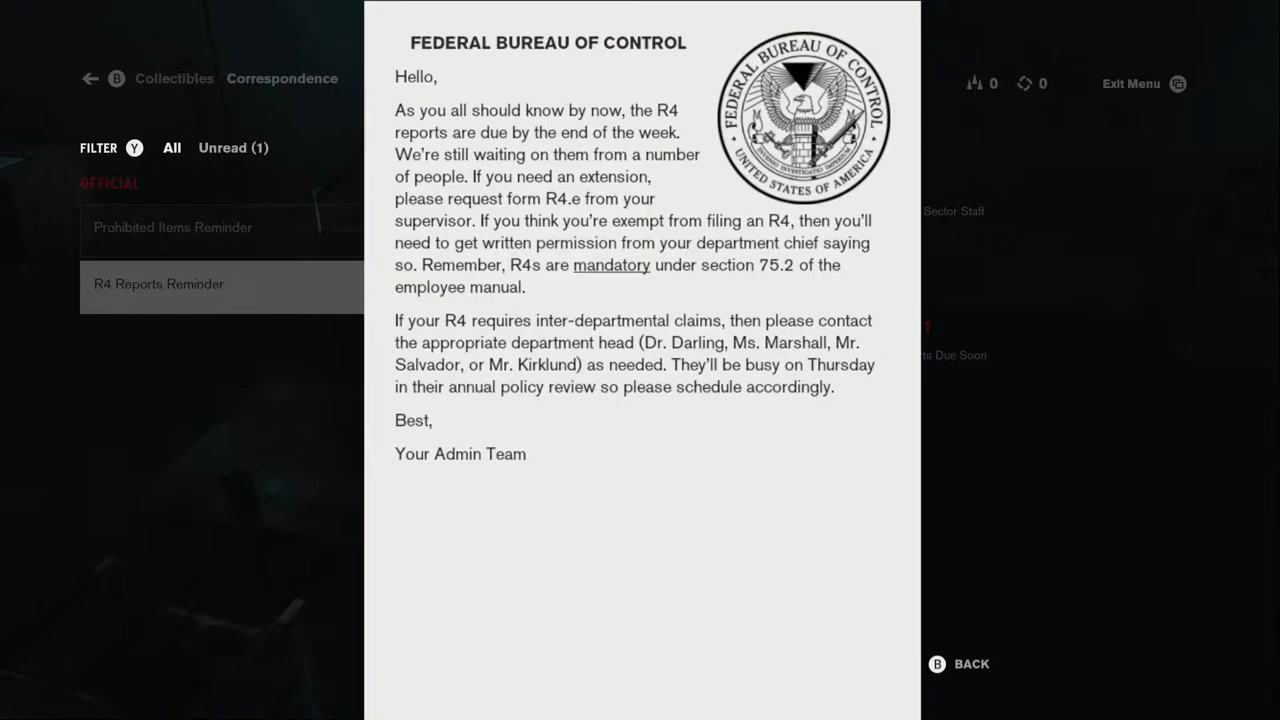 B Collectibles Correspondence
0 0 Exit Menu
FILTER Y All Unread (1)
OFFICIAL
Prohibited Items Reminder
R4 Reports Reminder
FEDERAL BUREAU OF CONTROL
FEDERAL BUREAU OF CONTROL
UNITED STATES OF AMERICA
Hello,
As you all should know by now, the R4
reports are due by the end of the week.
We’re still waiting on them from a number
of people. If you need an extension,
please request form R4.e from your
supervisor. If you think you’re exempt from filing an R4, then you’ll
need to get written permission from your department chief saying
so. Remember, R4s are mandatory under section 75.2 of the
employee manual.
If your R4 requires inter-departmental claims, then please contact
the appropriate department head (Dr. Darling, Ms. Marshall, Mr.
Salvador, or Mr. Kirklund) as needed. They’ll be busy on Thursday
in their annual policy review so please schedule accordingly.
Best,
Your Admin Team
Sector Staff
T
ts Due Soon
B BACK